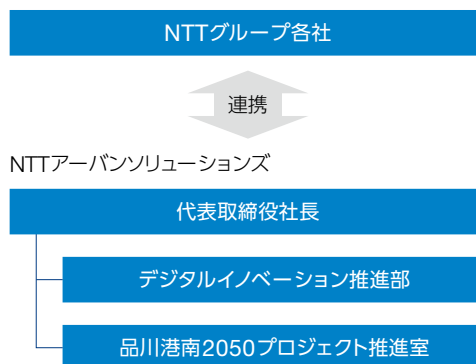 NTTグループ各社
連携
NTTアーバンソリューションズ
代表取締役社長
デジタルイノベーション推進部
品川港南2050プロジェクト推進室